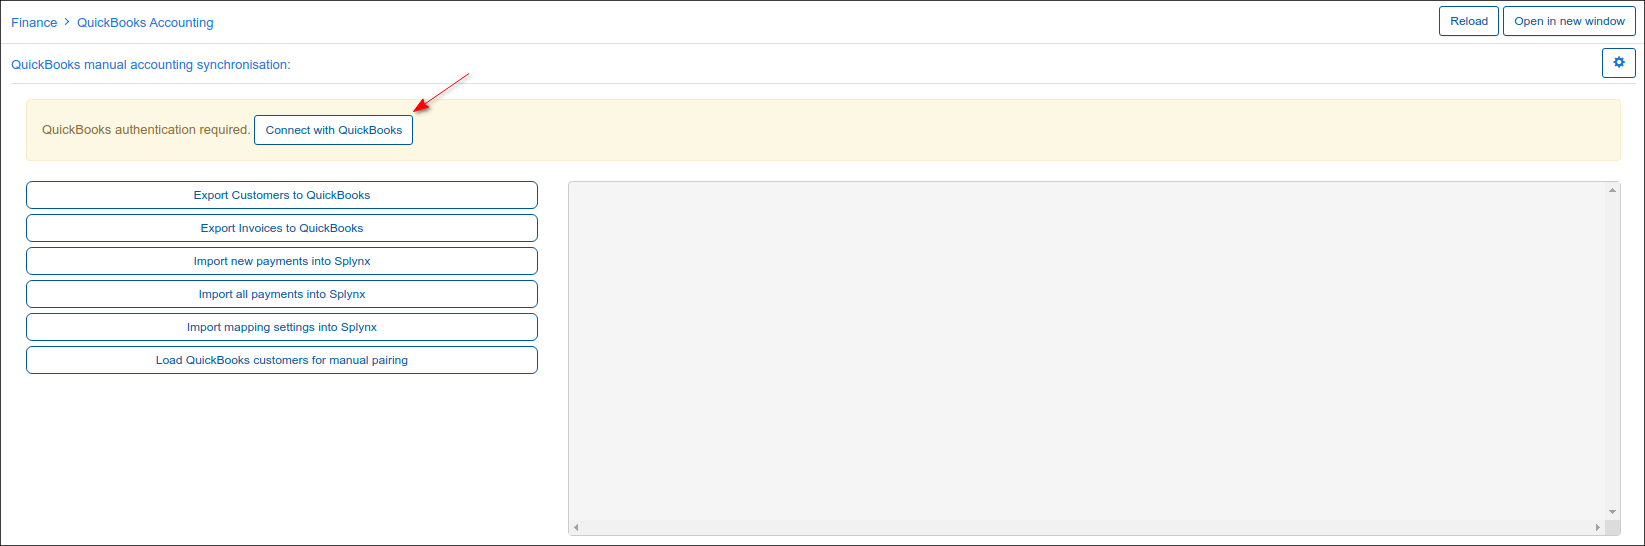 Finance > QuickBooks Accounting
Reload
Open in new window
QuickBooks manual accounting synchronisation:
QuickBooks authentication required. Connect with QuickBooks
Export Customers to QuickBooks
Export Invoices to QuickBooks
Import new payments into Splynx
Import all payments into Splynx
Import mapping settings into Splynx
Load QuickBooks customers for manual pairing